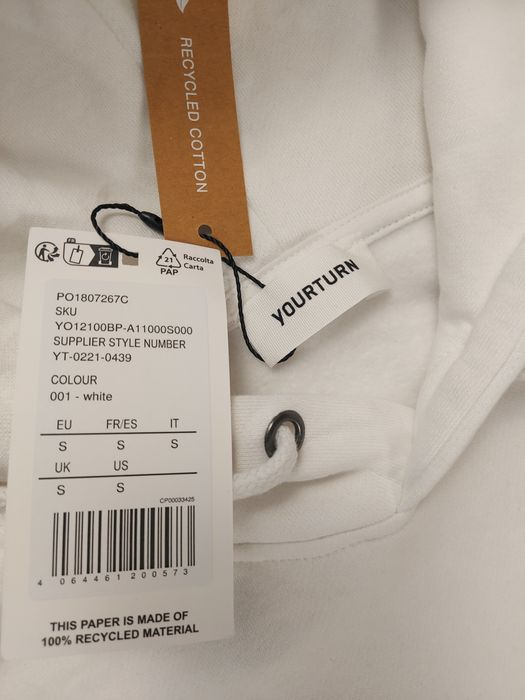 RECYCLED COTTON
YOURTURN
21
PAP
Raccolta
Carta
PO1807267C
SKU
YO12100BP-A11000S000
SUPPLIER STYLE NUMBER
YT-0221-0439
COLOUR
001 - white
EU FR/ES IT
S S S
UK US
S S
CP00033425
4 064461 200573
THIS PAPER IS MADE OF
100% RECYCLED MATERIAL